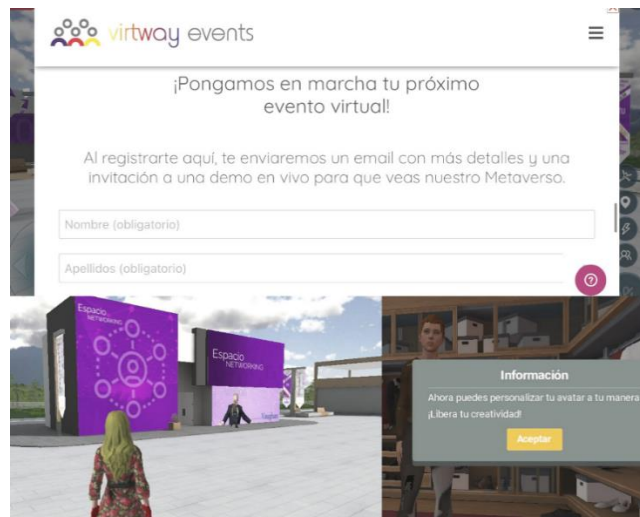 virtway events
¡Pongamos en marcha tu próximo
evento virtual!
Al registrarte aquí, te enviaremos un email con más detalles y una
invitación a una demo en vivo para que veas nuestro Metaverso.
Nombre (obligatorio)
Apellidos (obligatorio)
Espacio
NETWORKING
Espacio
NETWORKING
Información
Ahora puedes personalizar tu avatar a tu manera
¡Libera tu creatividad!
Aceptar